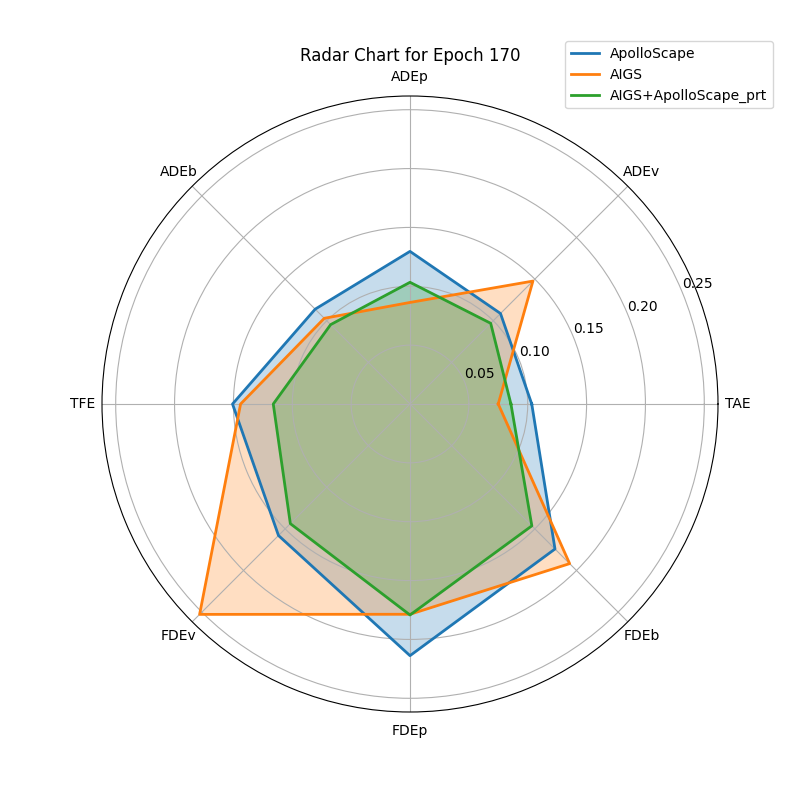 Radar Chart for Epoch 170
ApolloScape
AIGS
AIGS+ApolloScape_prt
ADEp
ADEb
ADEv
0.25
0.20
0.15
0.10
0.05
TFE
TAE
FDEv
FDEb
FDEp